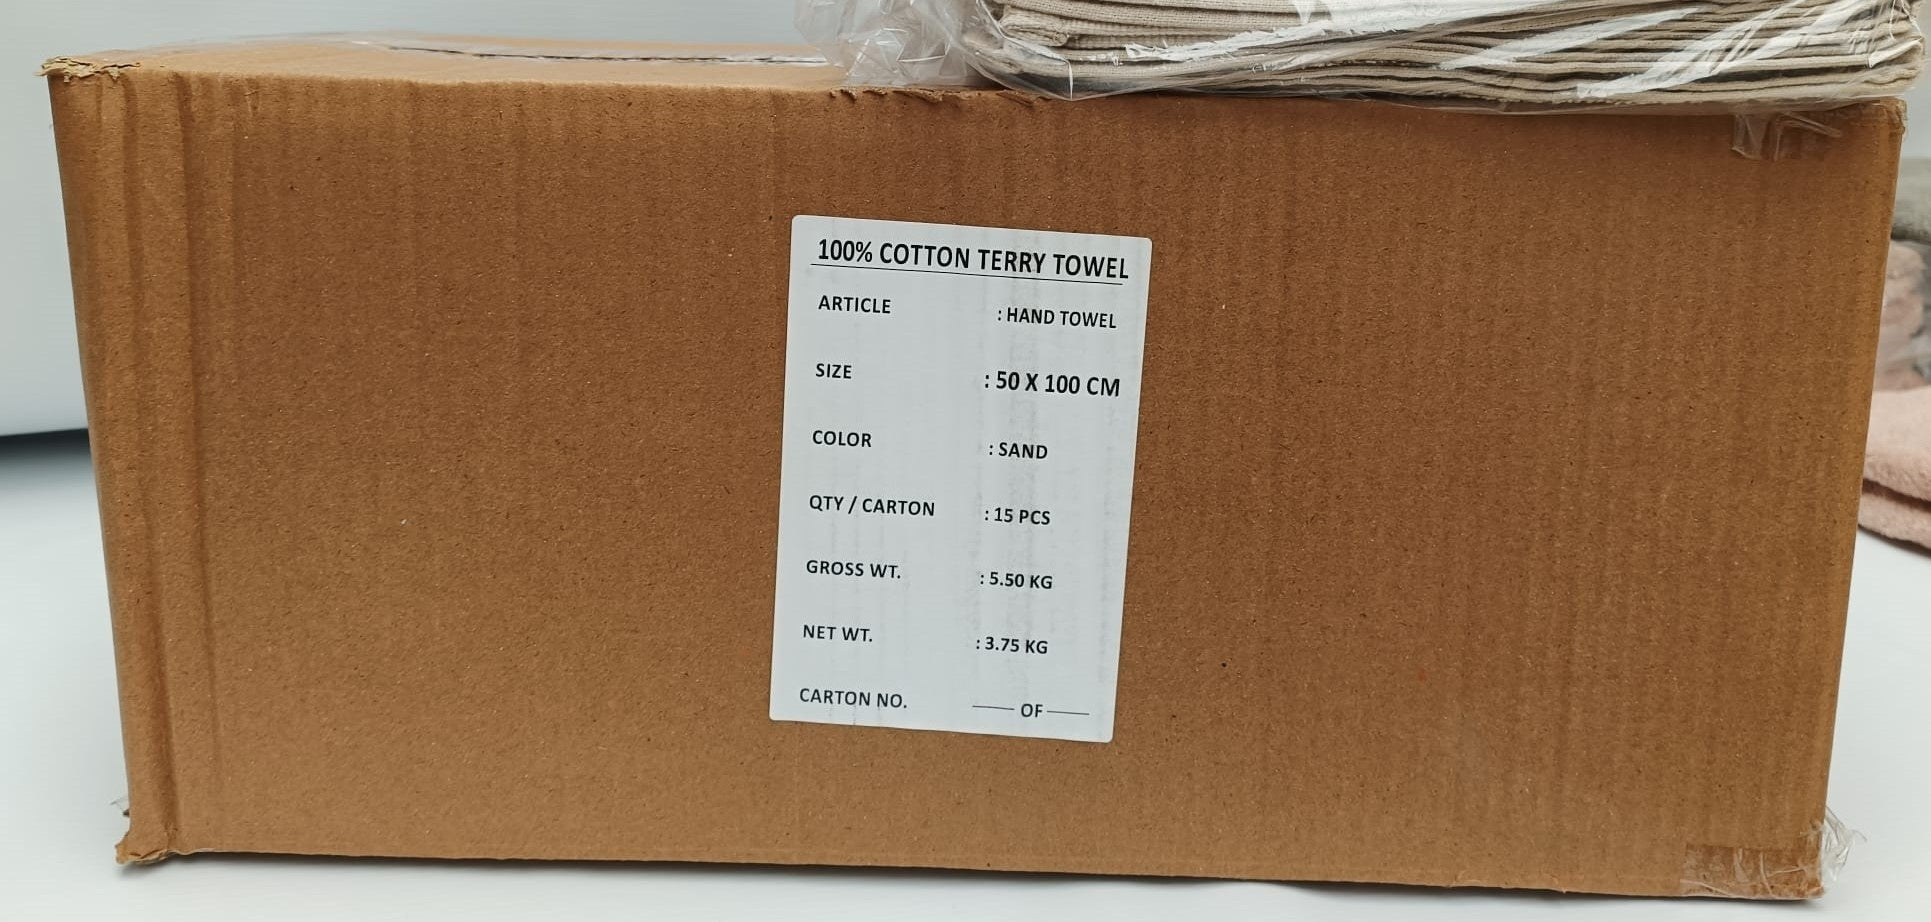 100% COTTON TERRY TOWEL
ARTICLE : HAND TOWEL
SIZE : 50 X 100 CM
COLOR : SAND
QTY / CARTON : 15 PCS
GROSS WT. : 5.50 KG
NET WT. : 3.75 KG
CARTON NO. —— OF ——